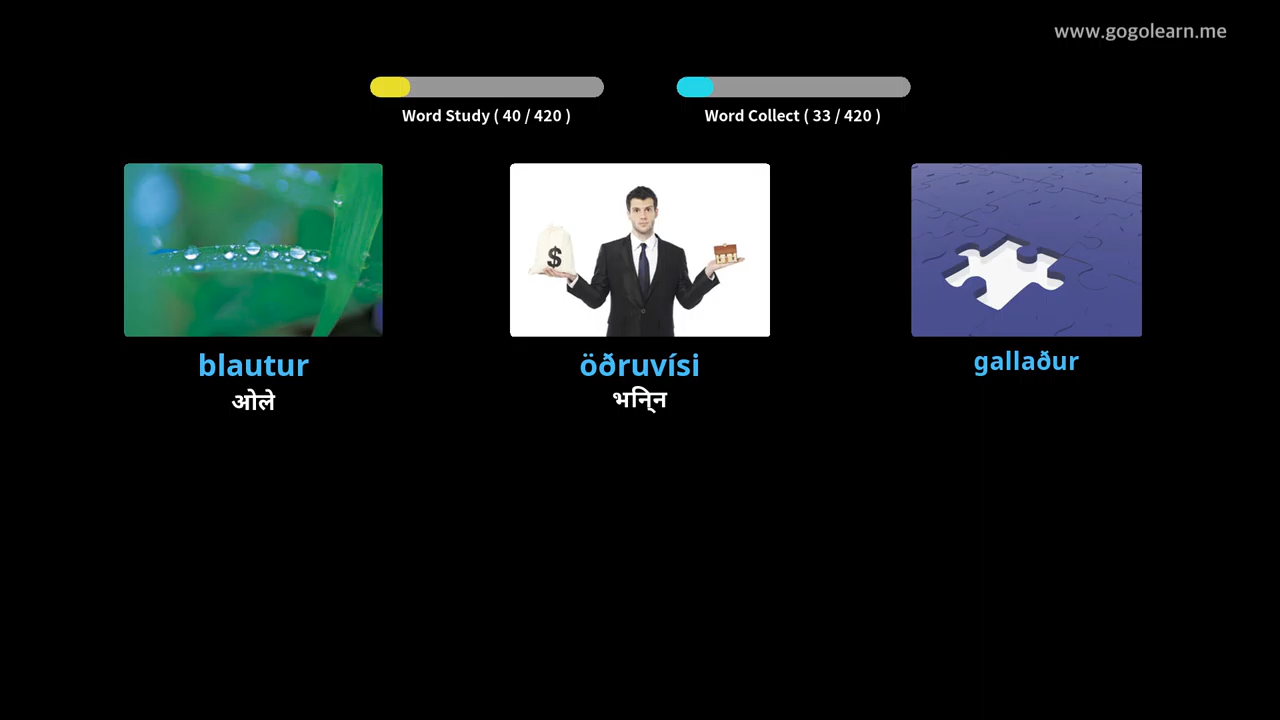 www.gogolearn.me
Word Study ( 40 / 420 )
Word Collect ( 33 / 420 )
$
blautur
öðruvísi
gallaður
ओले
भिन्न